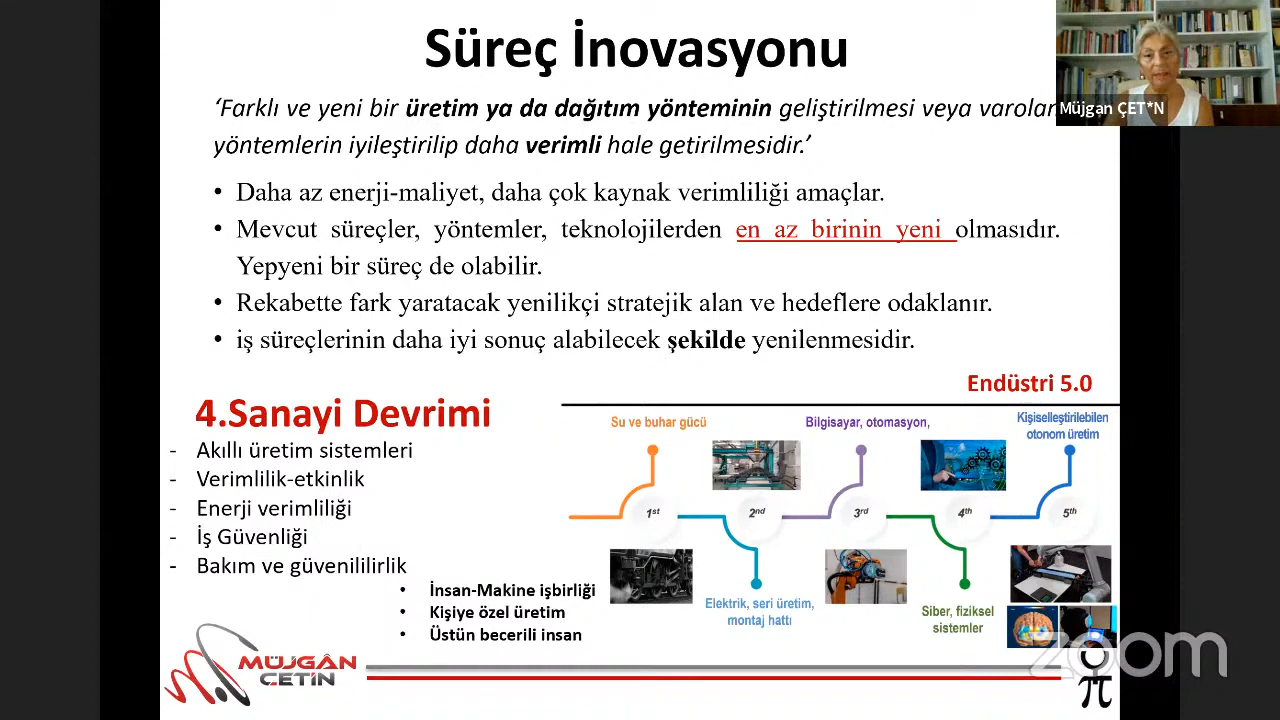 Süreç İnovasyonu
‘Farklı ve yeni bir üretim ya da dağıtım yönteminin geliştirilmesi veya varolan
yöntemlerin iyileştirilip daha verimli hale getirilmesidir.’
• Daha az enerji-maliyet, daha çok kaynak verimliliği amaçlar.
• Mevcut süreçler, yöntemler, teknolojilerden en az birinin yeni olmasıdır.
Yepyeni bir süreç de olabilir.
• Rekabette fark yaratacak yenilikçi stratejik alan ve hedeflere odaklanır.
• iş süreçlerinin daha iyi sonuç alabilecek şekilde yenilenmesidir.
Müjgan ÇET*N
4.Sanayi Devrimi
- Akıllı üretim sistemleri
- Verimlilik-etkinlik
- Enerji verimliliği
- İş Güvenliği
- Bakım ve güvenililirlik
• İnsan-Makine işbirliği
• Kişiye özel üretim
• Üstün becerili insan
Endüstri 5.0
Su ve buhar gücü
Bilgisayar, otomasyon,
Kişiselleştirilebilen
otonom üretim
1st
2nd
3rd
4th
5th
Elektrik, seri üretim,
montaj hattı
Siber, fiziksel
sistemler
MÜJGÂN
ÇETİN
zoom
π